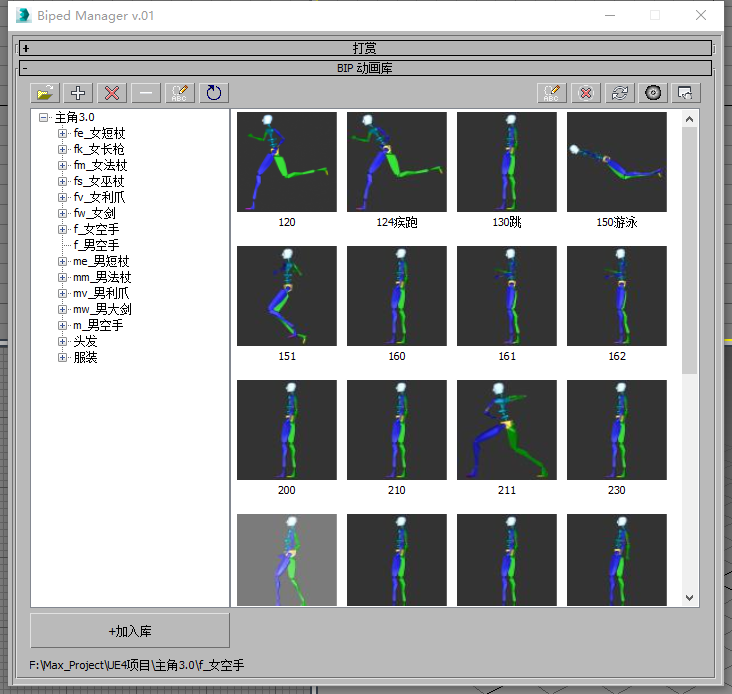 Biped Manager v.01
+ 打赏
- BIP 动画库
ABC
ABC
主角3.0
fe_女短杖
fk_女长枪
fm_女法杖
fs_女巫杖
fv_女利爪
fw_女剑
f_女空手
f_男空手
me_男短杖
mm_男法杖
mv_男利爪
mw_男大剑
m_男空手
头发
服装
120 124疾跑 130跳 150游泳
151 160 161 162
200 210 211 230
+加入库
F:\Max_Project\UE4项目\主角3.0\f_女空手